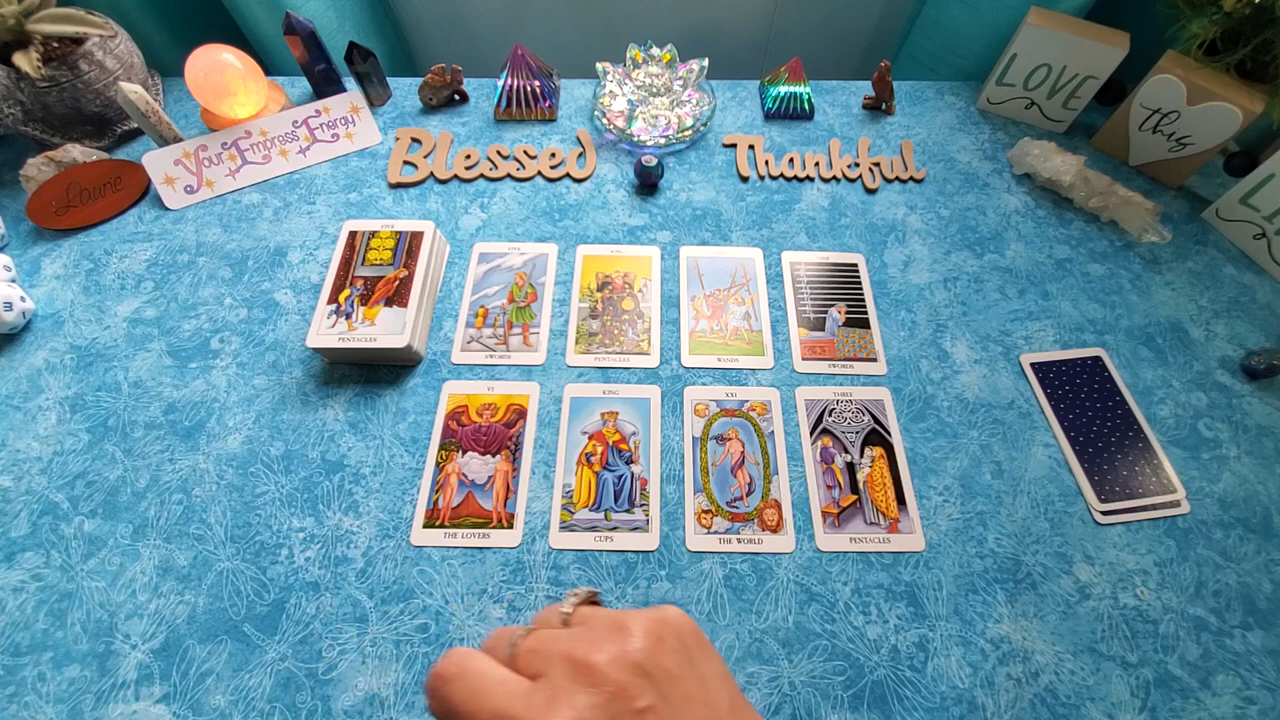 Your Empress Energy
Laurie
Blessed
Thankful
LOVE
this
FIVE
PENTACLES
FIVE
SWORDS
KING
PENTACLES
WANDS
SWORDS
VI
THE LOVERS
KING
CUPS
XXI
THE WORLD
THREE
PENTACLES